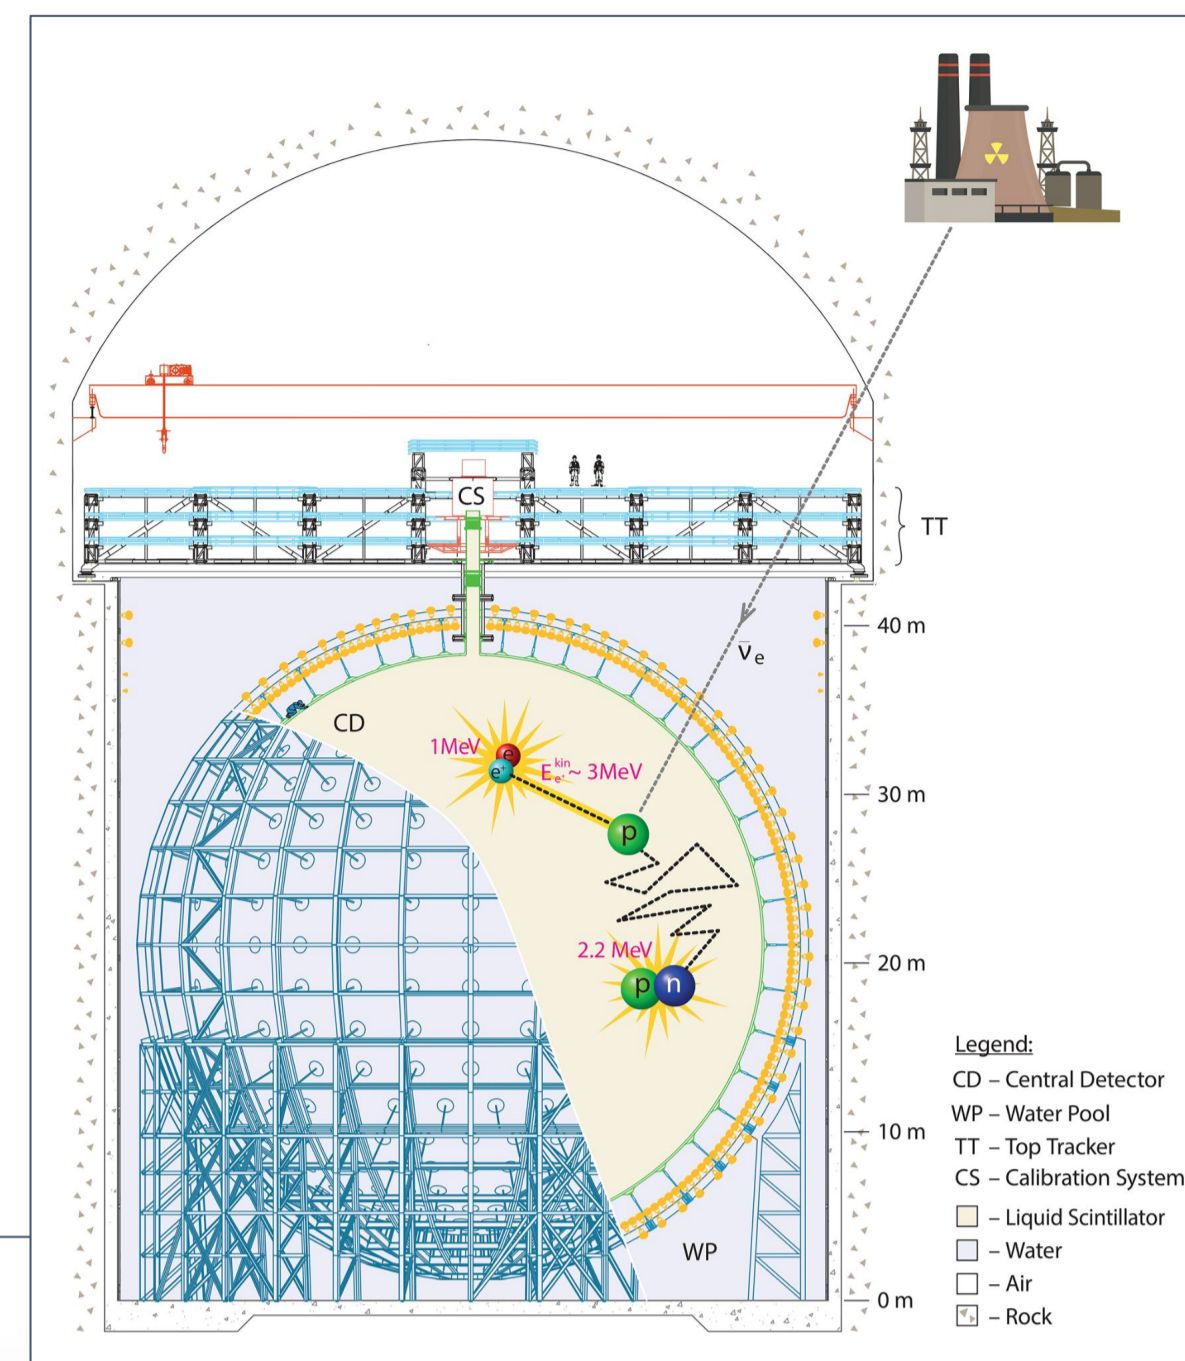 CS
TT
40 m
ν̅e
CD
1MeV
e
e⁺
E kin e⁺ ~ 3MeV
p
30 m
2.2 MeV
p n
20 m
10 m
WP
0 m
Legend:
CD – Central Detector
WP – Water Pool
TT – Top Tracker
CS – Calibration System
– Liquid Scintillator
– Water
– Air
– Rock